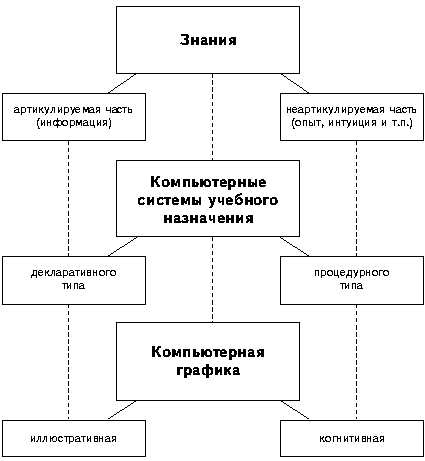 Знания
артикулируемая часть
(информация)
неартикулируемая часть
(опыт, интуиция и т.п.)
Компьютерные
системы учебного
назначения
декларативного
типа
процедурного
типа
Компьютерная
графика
иллюстративная
когнитивная